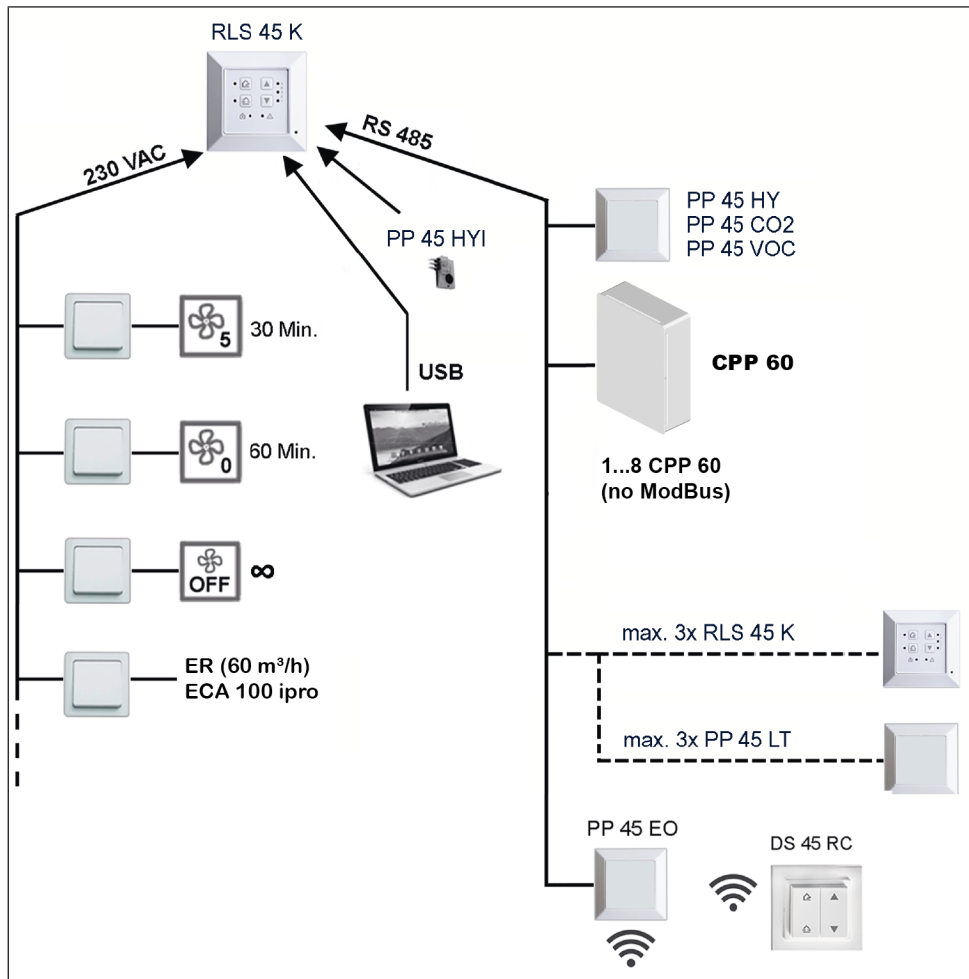 RLS 45 K
230 VAC
RS 485
PP 45 HYI
USB
5
30 Min.
0
60 Min.
OFF
∞
ER (60 m³/h)
ECA 100 ipro
PP 45 HY
PP 45 CO2
PP 45 VOC
CPP 60
1...8 CPP 60
(no ModBus)
max. 3x RLS 45 K
max. 3x PP 45 LT
PP 45 EO
DS 45 RC